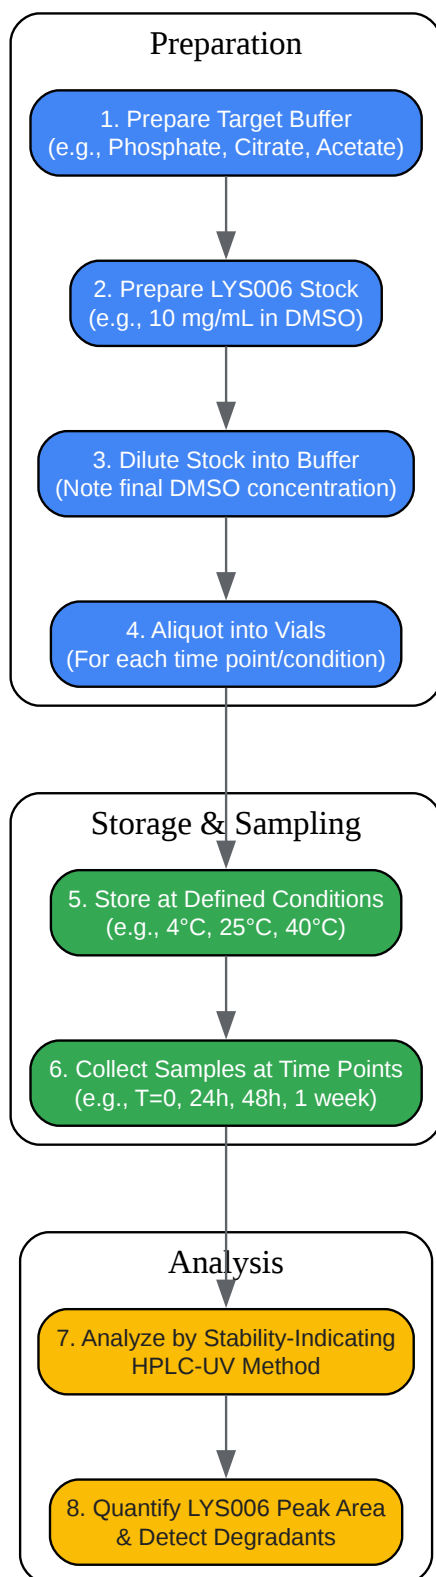 Preparation
1. Prepare Target Buffer
(e.g., Phosphate, Citrate, Acetate)
2. Prepare LYS006 Stock
(e.g., 10 mg/mL in DMSO)
3. Dilute Stock into Buffer
(Note final DMSO concentration)
4. Aliquot into Vials
(For each time point/condition)
Storage & Sampling
5. Store at Defined Conditions
(e.g., 4°C, 25°C, 40°C)
6. Collect Samples at Time Points
(e.g., T=0, 24h, 48h, 1 week)
Analysis
7. Analyze by Stability-Indicating
HPLC-UV Method
8. Quantify LYS006 Peak Area
& Detect Degradants